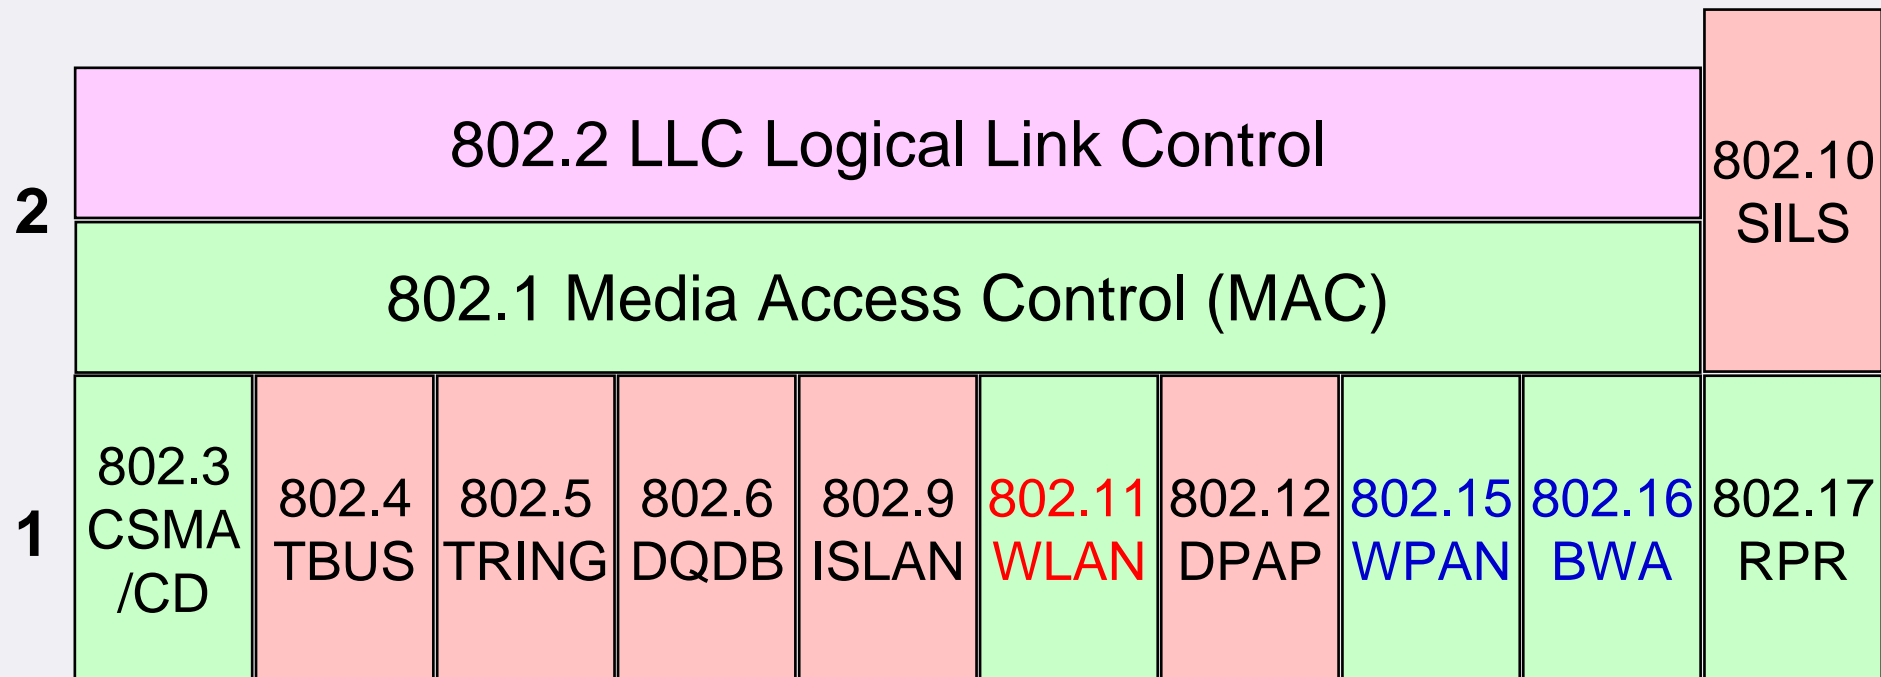 802.2 LLC Logical Link Control
802.10
SILS
2
802.1 Media Access Control (MAC)
1
802.3
CSMA
/CD
802.4
TBUS
802.5
TRING
802.6
DQDB
802.9
ISLAN
802.11
WLAN
802.12
DPAP
802.15
WPAN
802.16
BWA
802.17
RPR